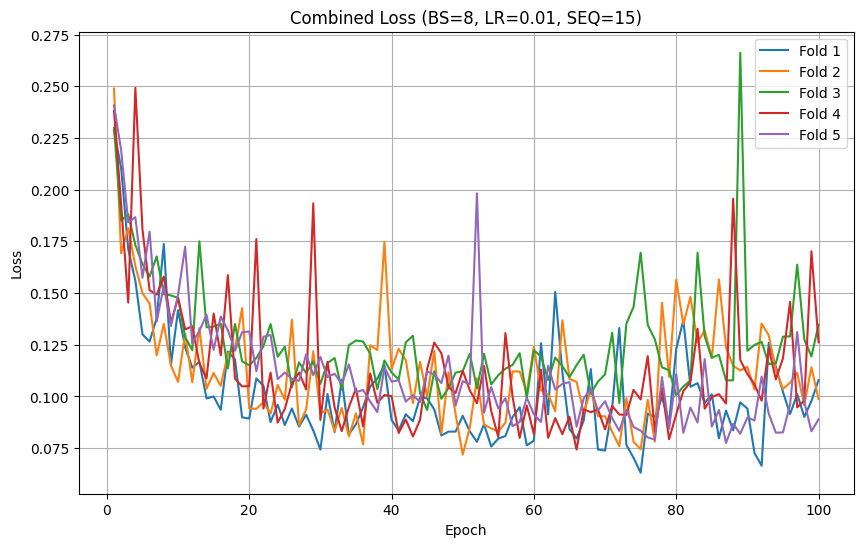 Combined Loss (BS=8, LR=0.01, SEQ=15)
0.275
0.250
0.225
0.200
0.175
0.150
0.125
0.100
0.075
Loss
Fold 1
Fold 2
Fold 3
Fold 4
Fold 5
0
20
40
60
80
100
Epoch